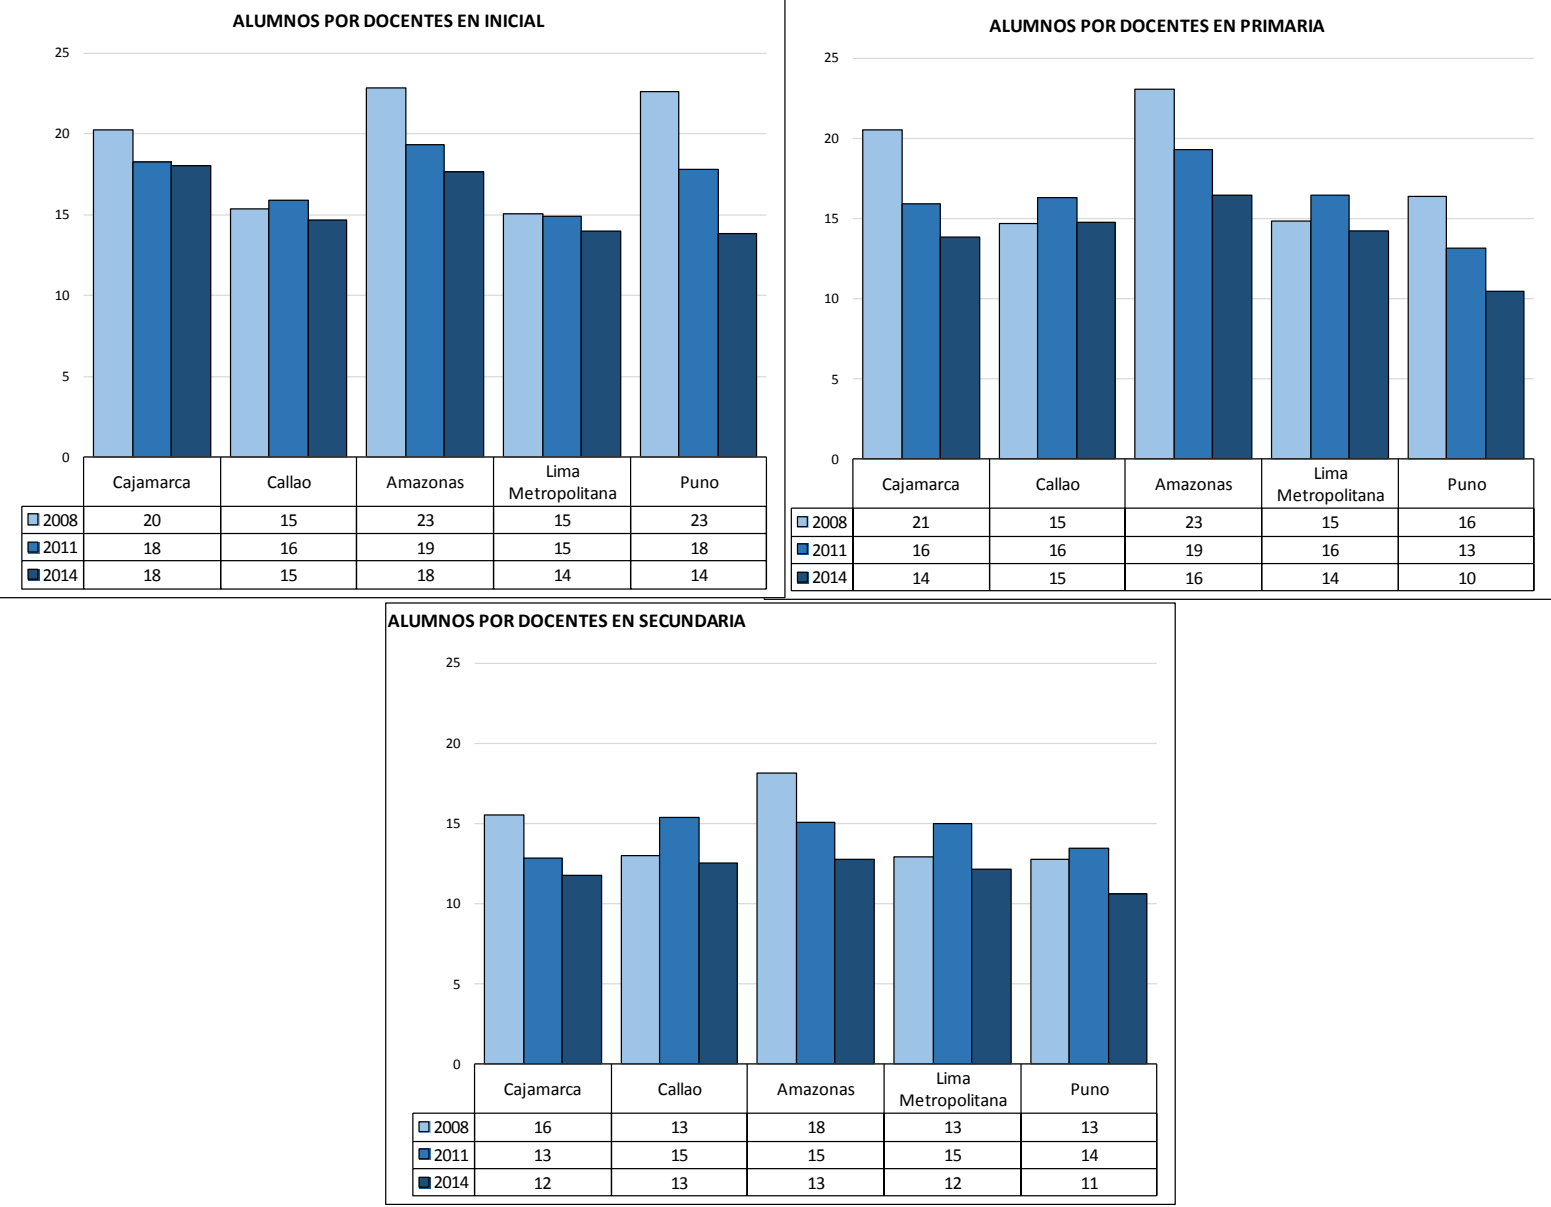 ALUMNOS POR DOCENTES EN INICIAL
25
20
15
10
5
0
Cajamarca Callao Amazonas Lima Metropolitana Puno
2008 20 15 23 15 23
2011 18 16 19 15 18
2014 18 15 18 14 14
ALUMNOS POR DOCENTES EN PRIMARIA
25
20
15
10
5
0
Cajamarca Callao Amazonas Lima Metropolitana Puno
2008 21 15 23 15 16
2011 16 16 19 16 13
2014 14 15 16 14 10
ALUMNOS POR DOCENTES EN SECUNDARIA
25
20
15
10
5
0
Cajamarca Callao Amazonas Lima Metropolitana Puno
2008 16 13 18 13 13
2011 13 15 15 15 14
2014 12 13 13 12 11